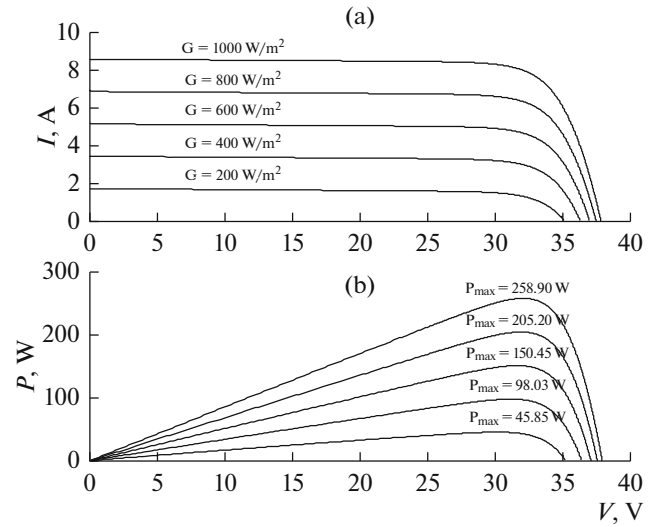 (a)
10
8
6
4
2
0
I, A
G = 1000 W/m²
G = 800 W/m²
G = 600 W/m²
G = 400 W/m²
G = 200 W/m²
0 5 10 15 20 25 30 35 40
(b)
300
200
100
0
P, W
Pmax = 258.90 W
Pmax = 205.20 W
Pmax = 150.45 W
Pmax = 98.03 W
Pmax = 45.85 W
0 5 10 15 20 25 30 35 40
V, V